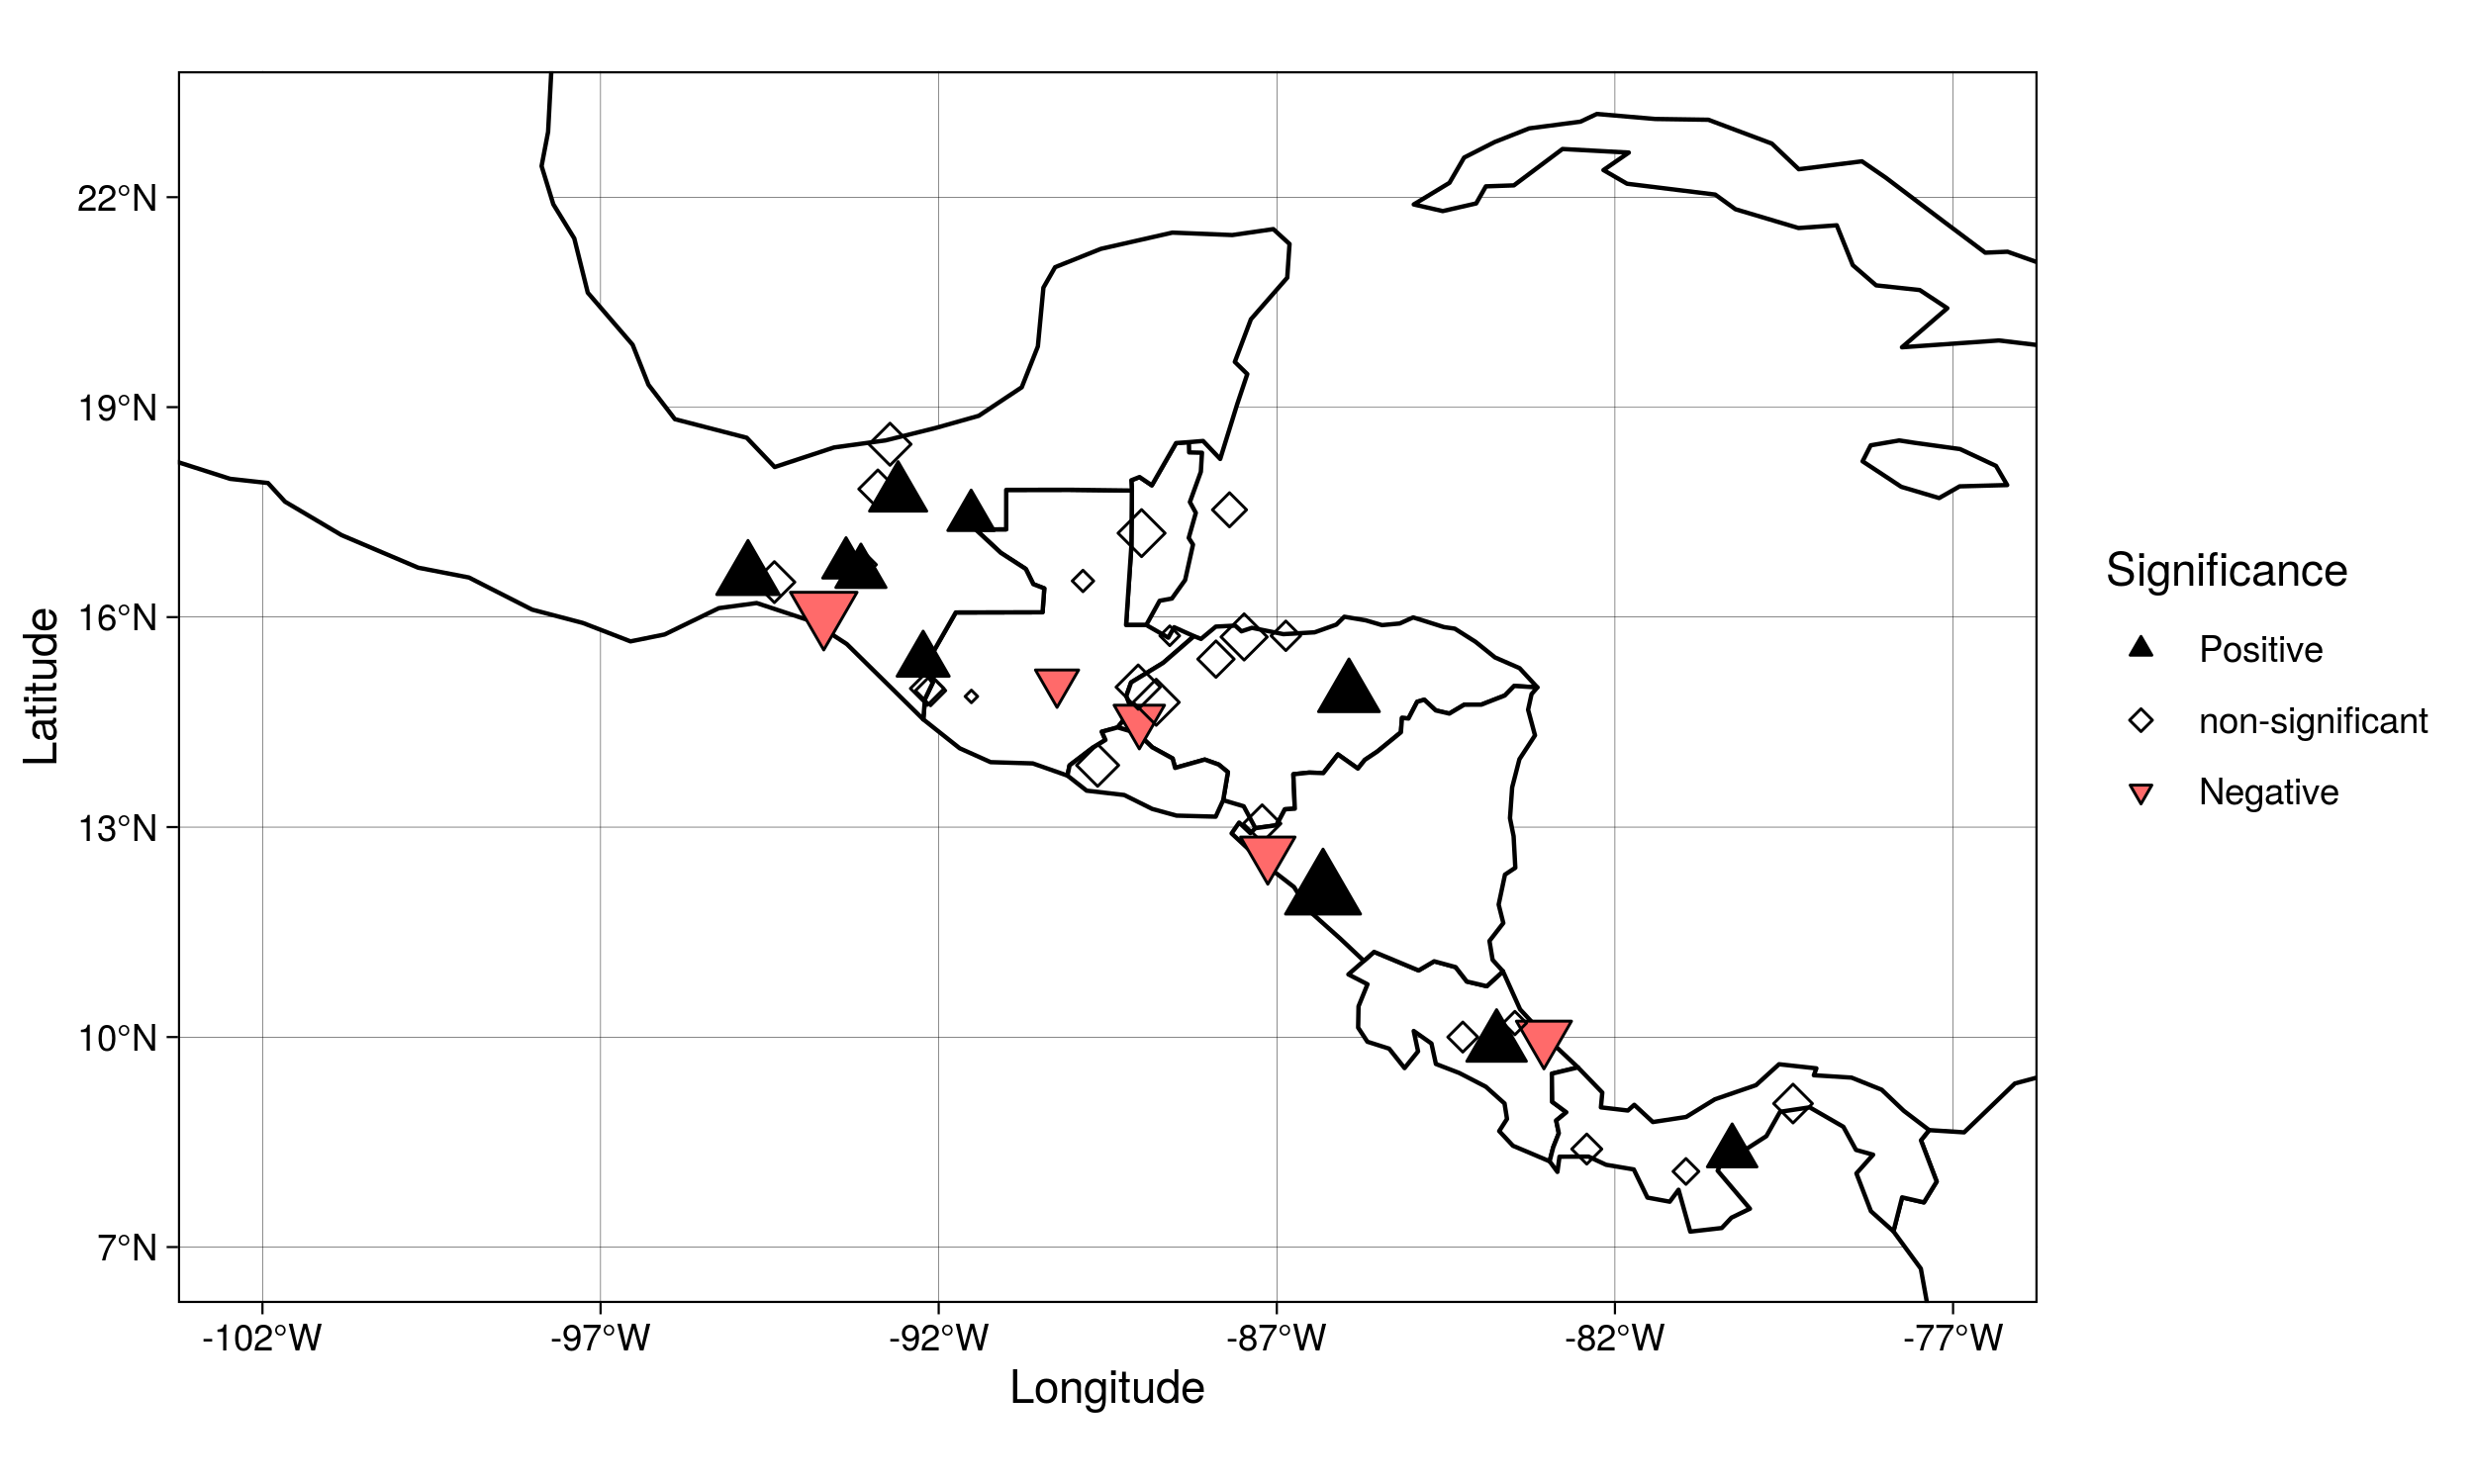 22°N
19°N
16°N
13°N
10°N
7°N
Latitude
-102°W
-97°W
-92°W
-87°W
-82°W
-77°W
Longitude
Significance
Positive
non-significant
Negative